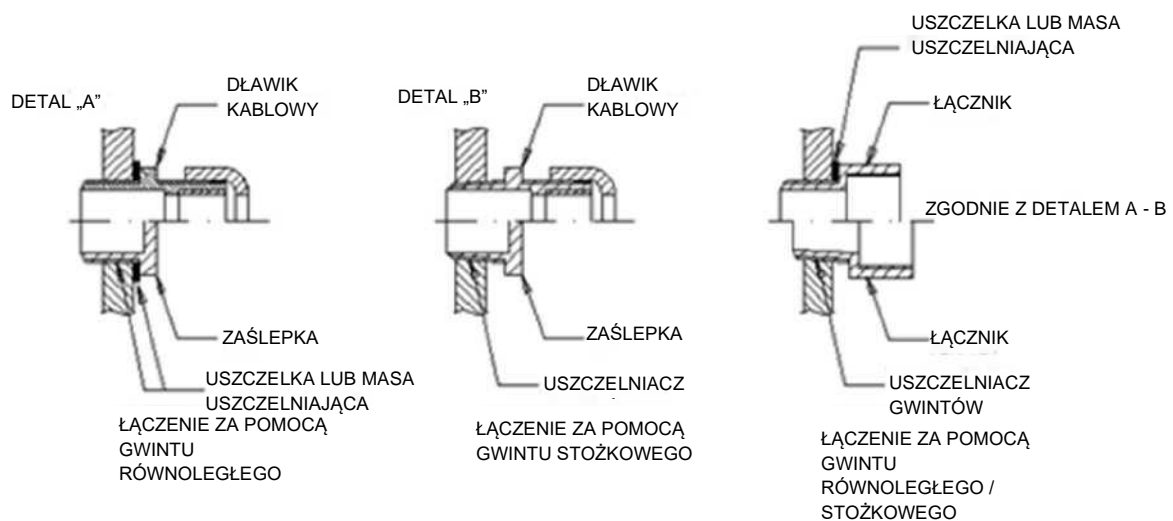 DETAL „A”
DŁAWIK
KABLOWY
ZAŚLEPKA
USZCZELKA LUB MASA
USZCZELNIAJĄCA
ŁĄCZENIE ZA POMOCĄ
GWINTU
RÓWNOLEGŁEGO
DETAL „B”
DŁAWIK
KABLOWY
ZAŚLEPKA
USZCZELNIACZ
ŁĄCZENIE ZA POMOCĄ
GWINTU STOŻKOWEGO
USZCZELKA LUB MASA
USZCZELNIAJĄCA
ŁĄCZNIK
ZGODNIE Z DETALEM A - B
ŁĄCZNIK
USZCZELNIACZ
GWINTÓW
ŁĄCZENIE ZA POMOCĄ
GWINTU
RÓWNOLEGŁEGO /
STOŻKOWEGO